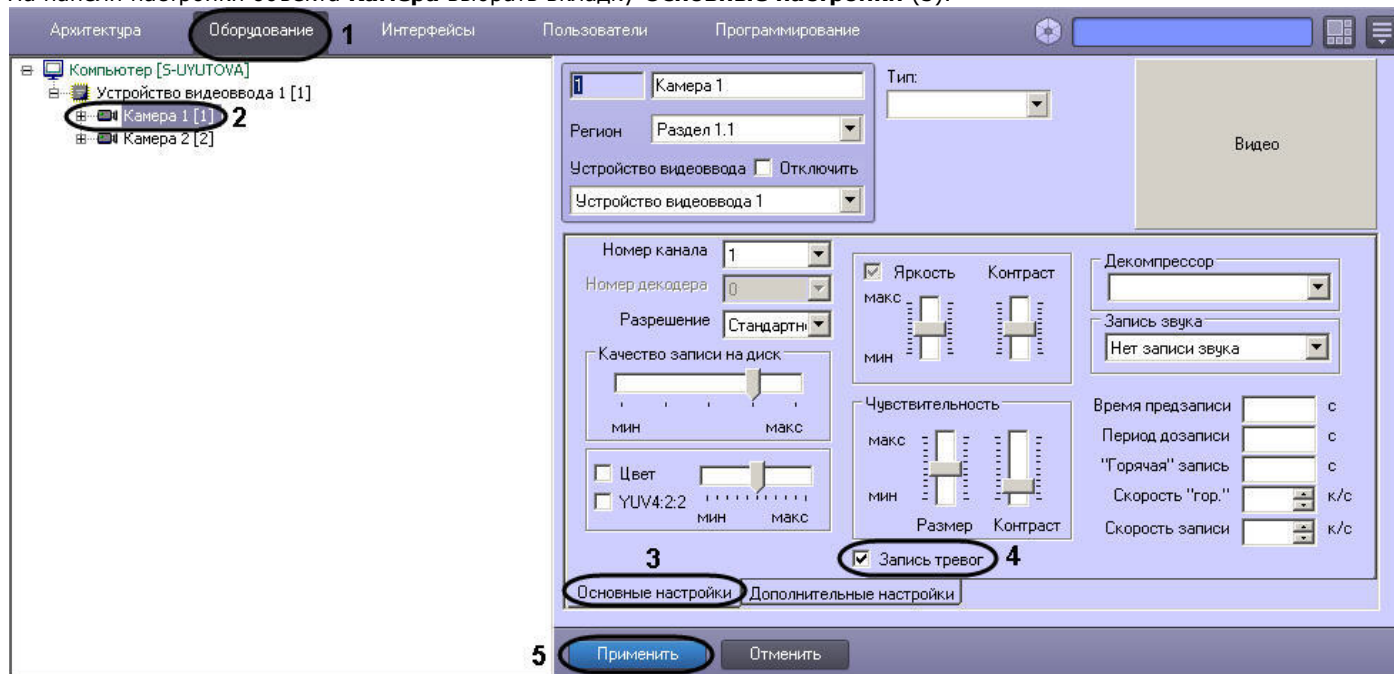 На панели настройки объекта Камера выбрать вкладку Основные настройки (3).
Архитектура Оборудование 1 Интерфейсы Пользователи Программирование
Компьютер [S-UYUTOVA]
Устройство видеоввода 1 [1]
Камера 1 [1] 2
Камера 2 [2]
1 Камера 1
Тип:
Регион Раздел 1.1
Видео
Устройство видеоввода Отключить
Устройство видеоввода 1
Номер канала 1
Номер декодера 0
Разрешение Стандартн
Качество записи на диск
мин макс
Цвет
YUV4:2:2
мин макс
Яркость Контраст
макс
мин
Чувствительность
макс
мин
Размер Контраст
Запись тревог 4
Декомпрессор
Запись звука
Нет записи звука
Время предзаписи с
Период дозаписи с
"Горячая" запись с
Скорость "гор." к/с
Скорость записи к/с
3
Основные настройки Дополнительные настройки
5 Применить Отменить